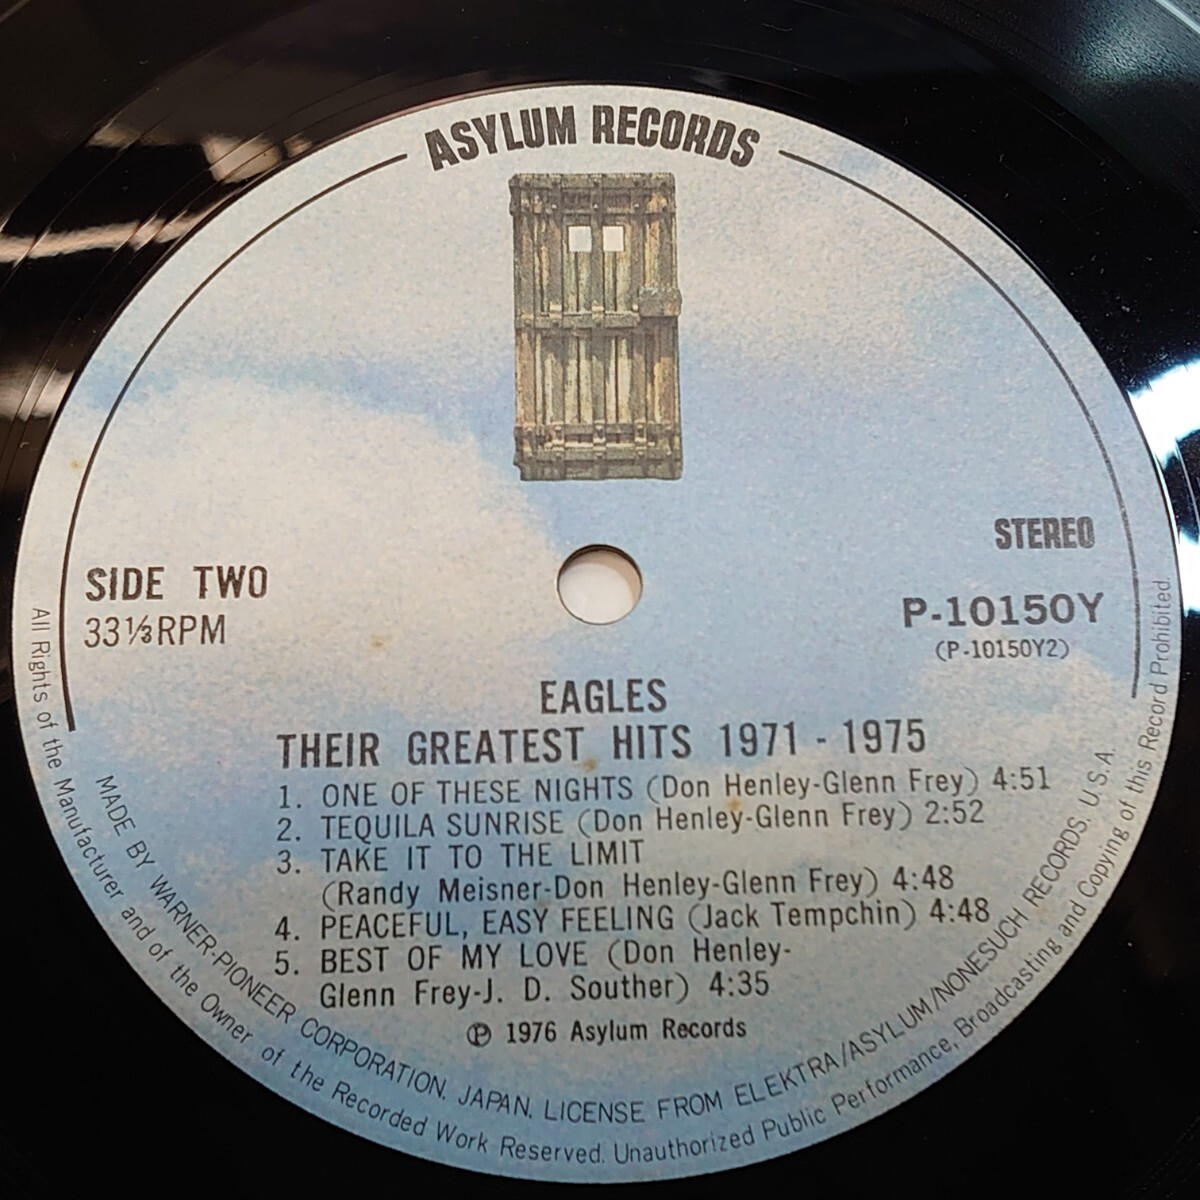 ASYLUM RECORDS
STEREO
SIDE TWO
33⅓RPM
P-10150Y
(P-10150Y2)
EAGLES
THEIR GREATEST HITS 1971 - 1975
1. ONE OF THESE NIGHTS (Don Henley-Glenn Frey) 4:51
2. TEQUILA SUNRISE (Don Henley-Glenn Frey) 2:52
3. TAKE IT TO THE LIMIT
(Randy Meisner-Don Henley-Glenn Frey) 4:48
4. PEACEFUL, EASY FEELING (Jack Tempchin) 4:48
5. BEST OF MY LOVE (Don Henley-
Glenn Frey-J. D. Souther) 4:35
℗ 1976 Asylum Records
MADE BY WARNER-PIONEER CORPORATION, JAPAN, LICENSE FROM ELEKTRA/ASYLUM/NONESUCH RECORDS, U.S.A.
All Rights of the Manufacturer and of the Owner of the Recorded Work Reserved. Unauthorized Public Performance, Broadcasting and Copying of this Record Prohibited.